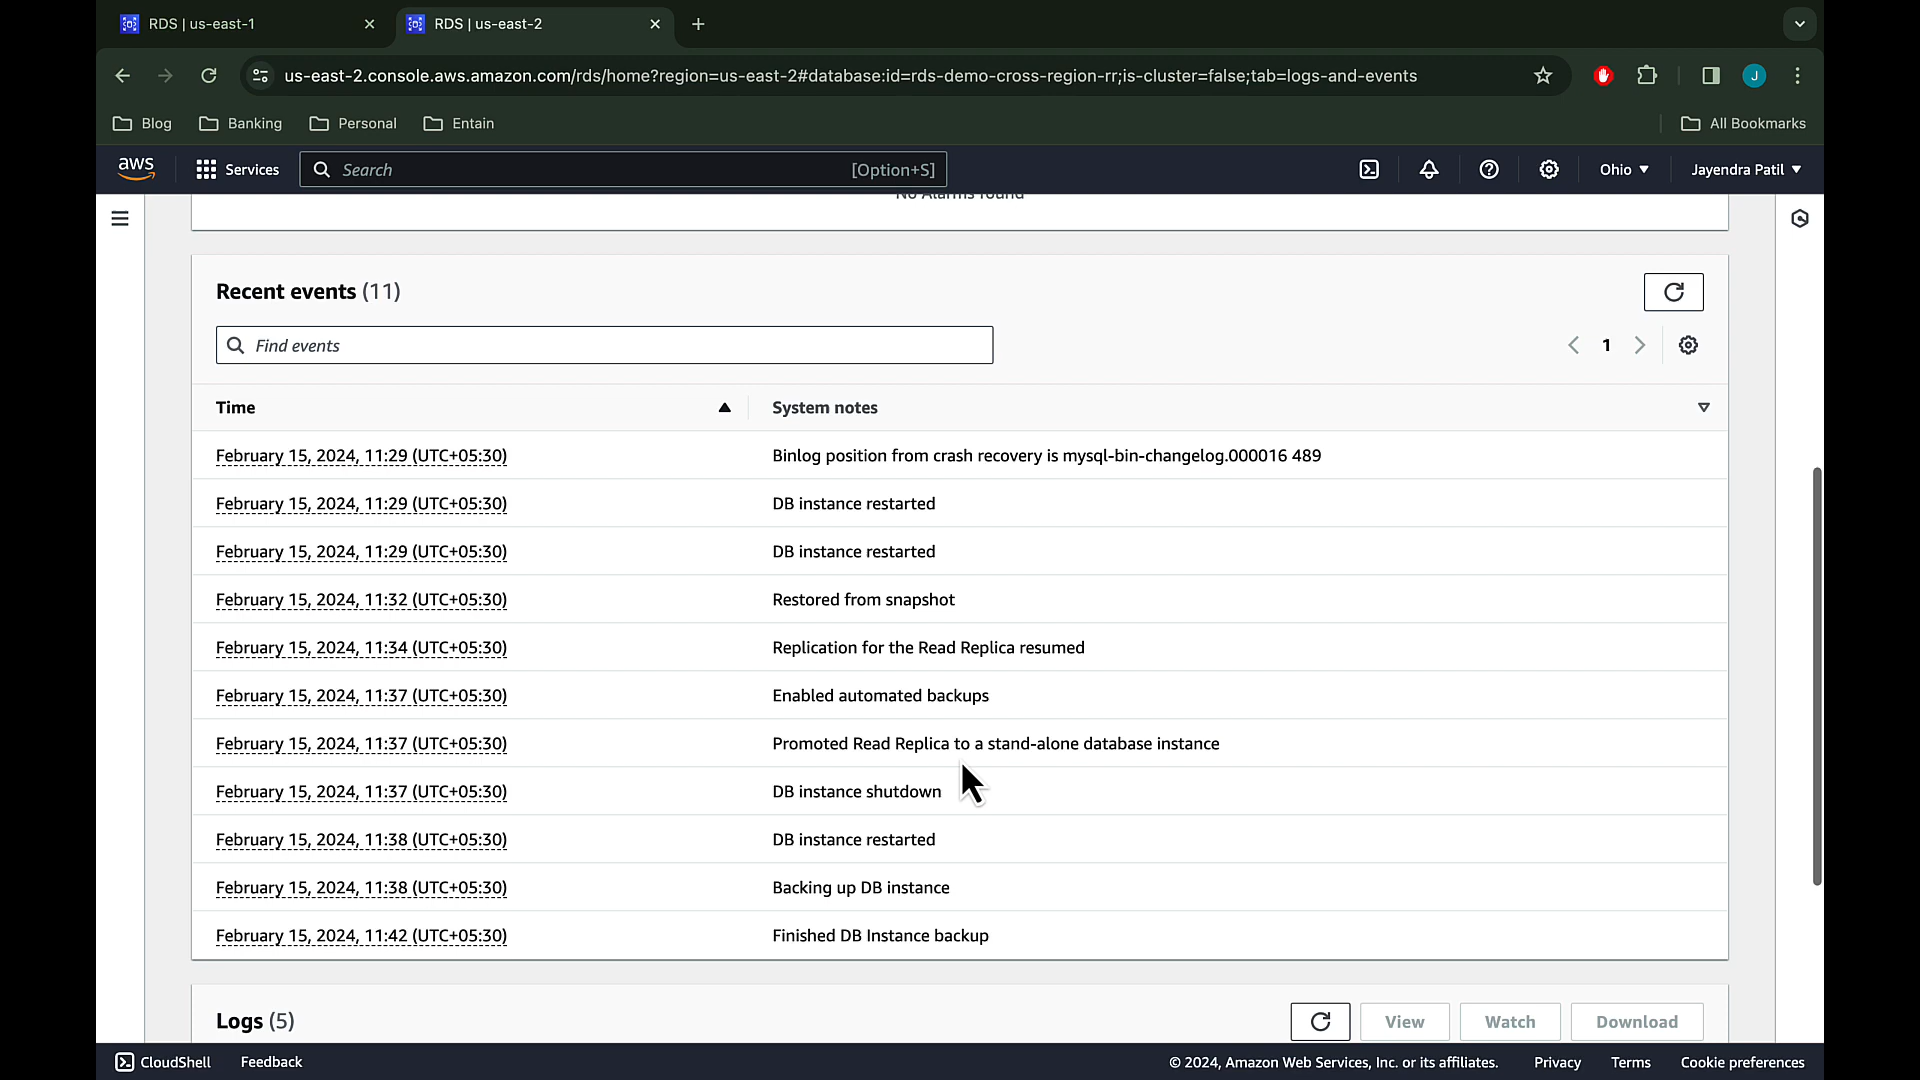 RDS | us-east-1
RDS | us-east-2
us-east-2.console.aws.amazon.com/rds/home?region=us-east-2#database:id=rds-demo-cross-region-rr;is-cluster=false;tab=logs-and-events
J
Blog
Banking
Personal
Entain
All Bookmarks
aws
Services
Search
[Option+S]
Ohio
Jayendra Patil
No Alarms found
Recent events (11)
Find events
1
Time
System notes
February 15, 2024, 11:29 (UTC+05:30) Binlog position from crash recovery is mysql-bin-changelog.000016 489
February 15, 2024, 11:29 (UTC+05:30) DB instance restarted
February 15, 2024, 11:29 (UTC+05:30) DB instance restarted
February 15, 2024, 11:32 (UTC+05:30) Restored from snapshot
February 15, 2024, 11:34 (UTC+05:30) Replication for the Read Replica resumed
February 15, 2024, 11:37 (UTC+05:30) Enabled automated backups
February 15, 2024, 11:37 (UTC+05:30) Promoted Read Replica to a stand-alone database instance
February 15, 2024, 11:37 (UTC+05:30) DB instance shutdown
February 15, 2024, 11:38 (UTC+05:30) DB instance restarted
February 15, 2024, 11:38 (UTC+05:30) Backing up DB instance
February 15, 2024, 11:42 (UTC+05:30) Finished DB Instance backup
Logs (5)
View
Watch
Download
CloudShell
Feedback
© 2024, Amazon Web Services, Inc. or its affiliates.
Privacy
Terms
Cookie preferences